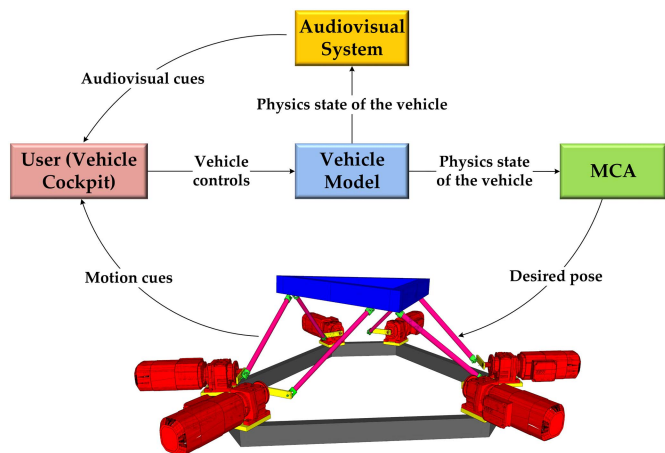 Audiovisual
System
Audiovisual cues
Physics state of the vehicle
User (Vehicle
Cockpit)
Vehicle
controls
Vehicle
Model
Physics state
of the vehicle
MCA
Motion cues
Desired pose